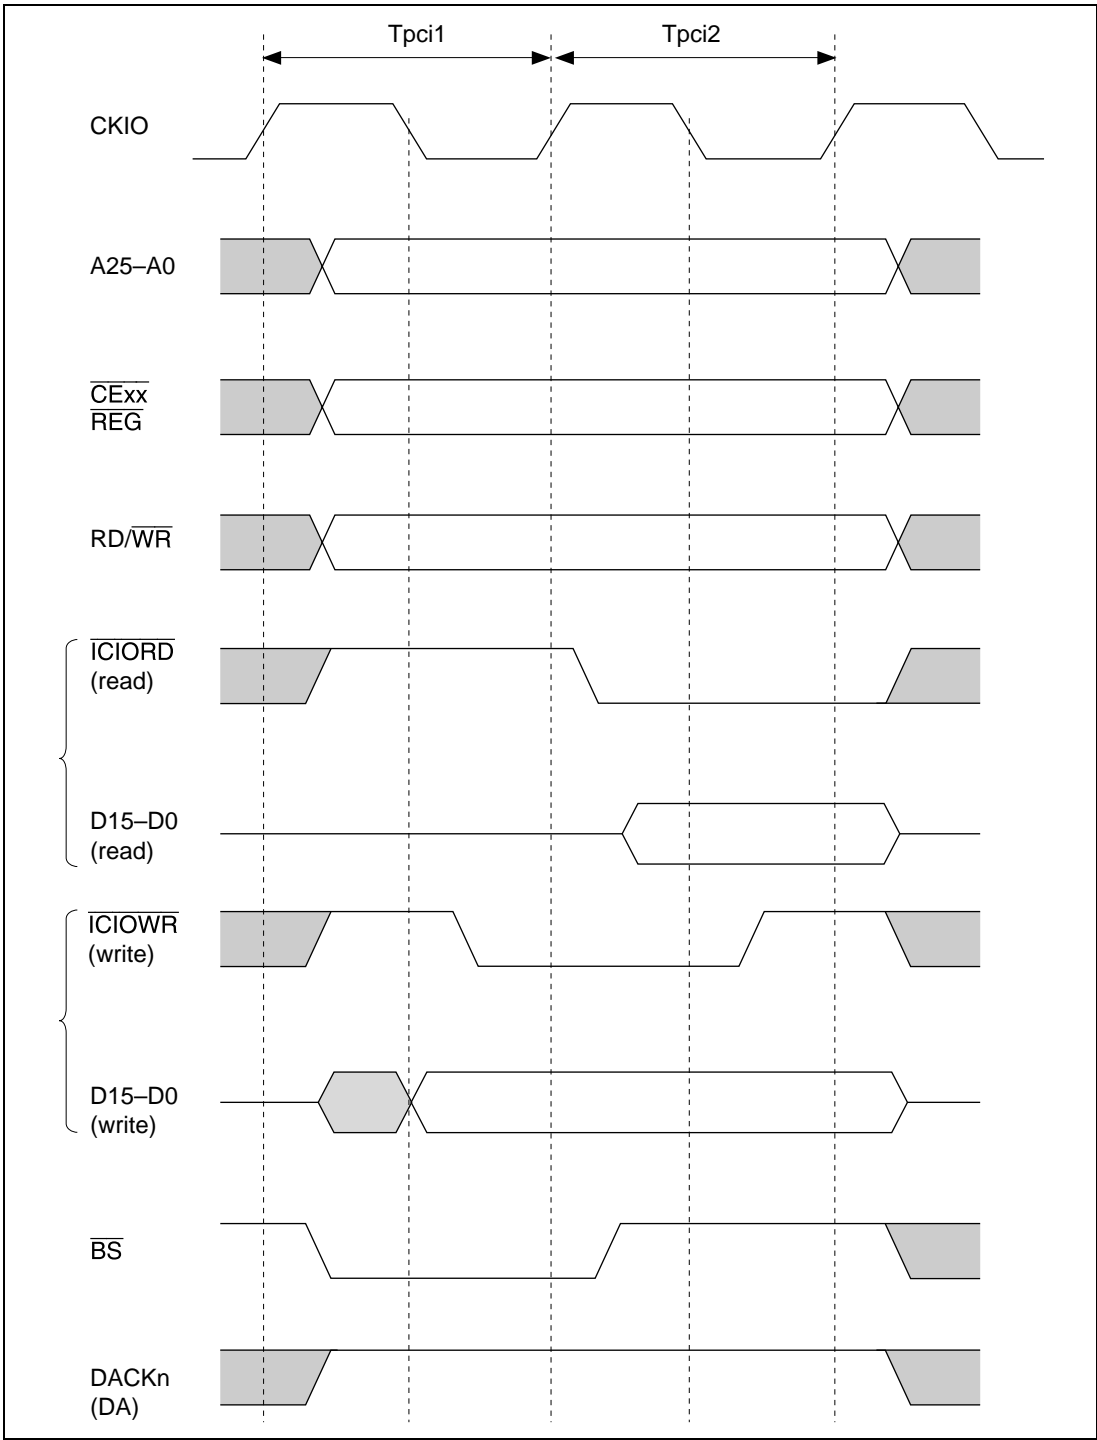 Tpci1 Tpci2
CKIO
A25–A0
CExx
REG
RD/WR
ICIORD
(read)
D15–D0
(read)
ICIOWR
(write)
D15–D0
(write)
BS
DACKn
(DA)